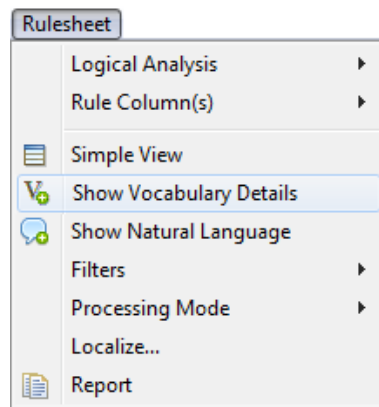 Rulesheet
Logical Analysis
Rule Column(s)
Simple View
Show Vocabulary Details
Show Natural Language
Filters
Processing Mode
Localize...
Report